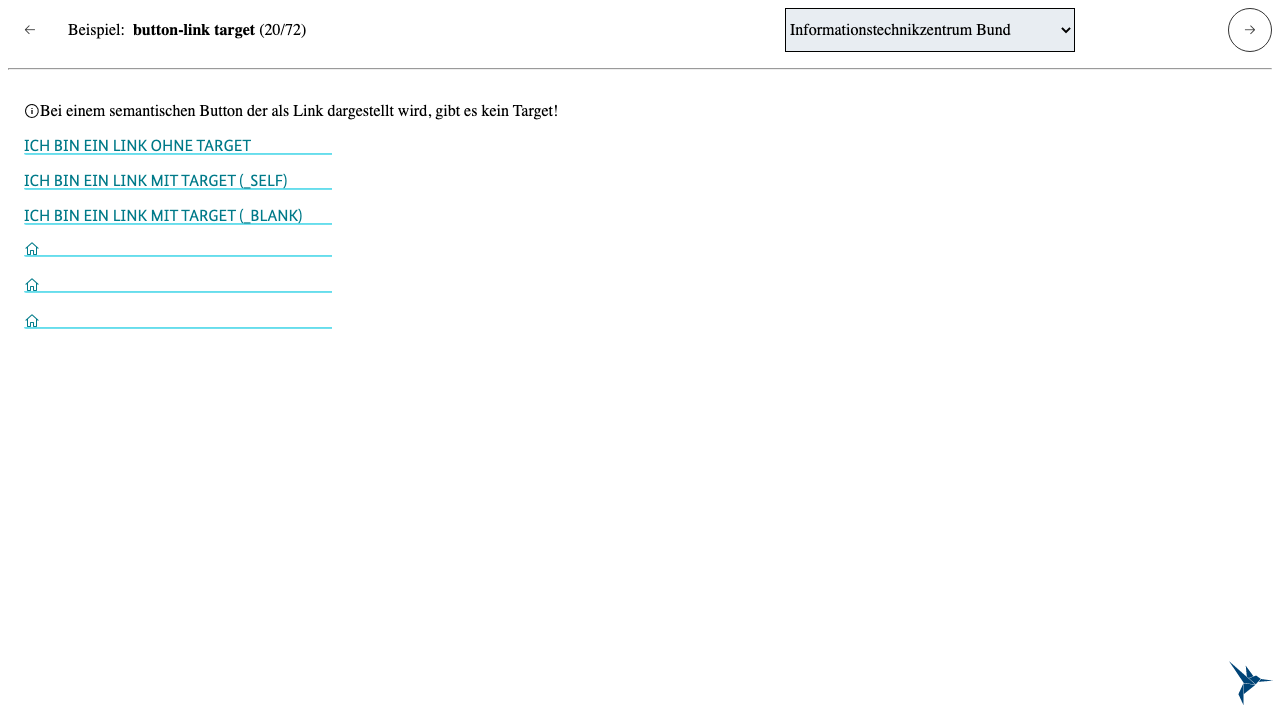 Beispiel: button-link target (20/72)
Informationstechnikzentrum Bund
Bei einem semantischen Button der als Link dargestellt wird, gibt es kein Target!
ICH BIN EIN LINK OHNE TARGET
ICH BIN EIN LINK MIT TARGET (_SELF)
ICH BIN EIN LINK MIT TARGET (_BLANK)